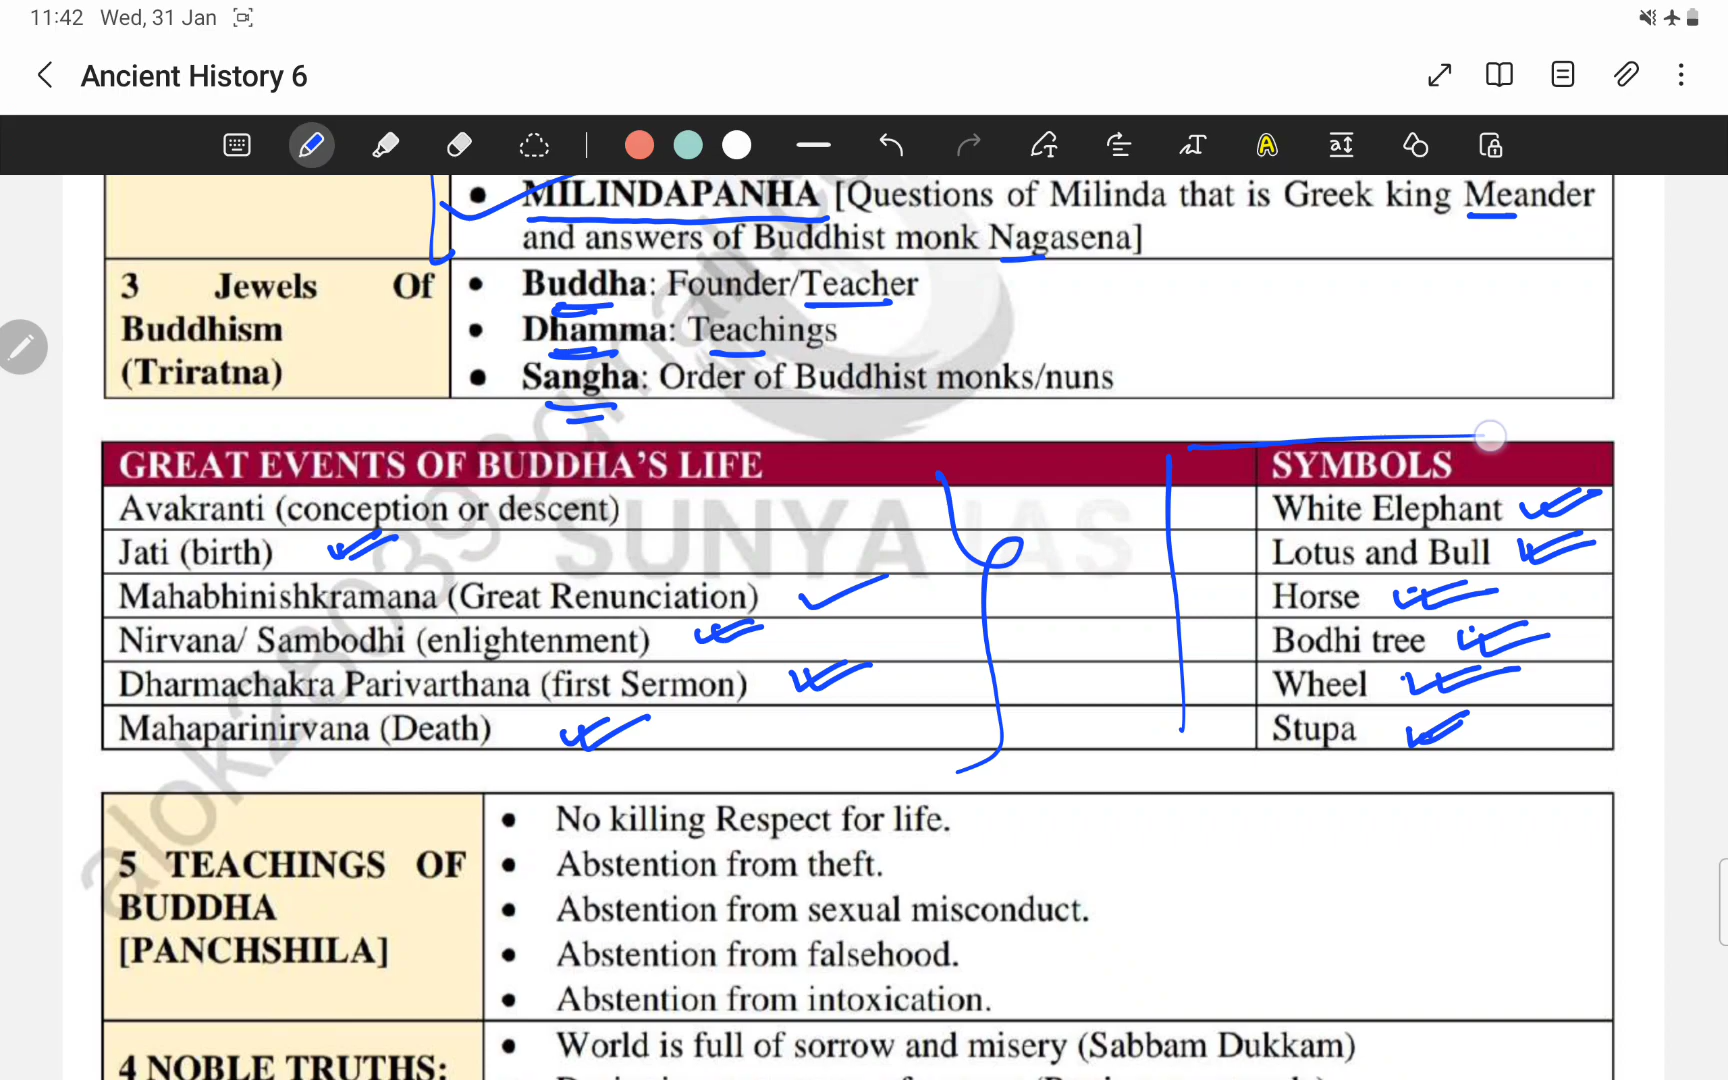 11:42 Wed, 31 Jan
Ancient History 6
MILINDAPANHA [Questions of Milinda that is Greek king Meander
and answers of Buddhist monk Nagasena]
3 Jewels Of
Buddhism
(Triratna)
Buddha: Founder/Teacher
Dhamma: Teachings
Sangha: Order of Buddhist monks/nuns
GREAT EVENTS OF BUDDHA'S LIFE SYMBOLS
Avakranti (conception or descent) White Elephant
Jati (birth) Lotus and Bull
Mahabhinishkramana (Great Renunciation) Horse
Nirvana/ Sambodhi (enlightenment) Bodhi tree
Dharmachakra Parivarthana (first Sermon) Wheel
Mahaparinirvana (Death) Stupa
SUNYA IAS
5 TEACHINGS OF
BUDDHA
[PANCHSHILA]
No killing Respect for life.
Abstention from theft.
Abstention from sexual misconduct.
Abstention from falsehood.
Abstention from intoxication.
4 NOBLE TRUTHS:
World is full of sorrow and misery (Sabbam Dukkam)